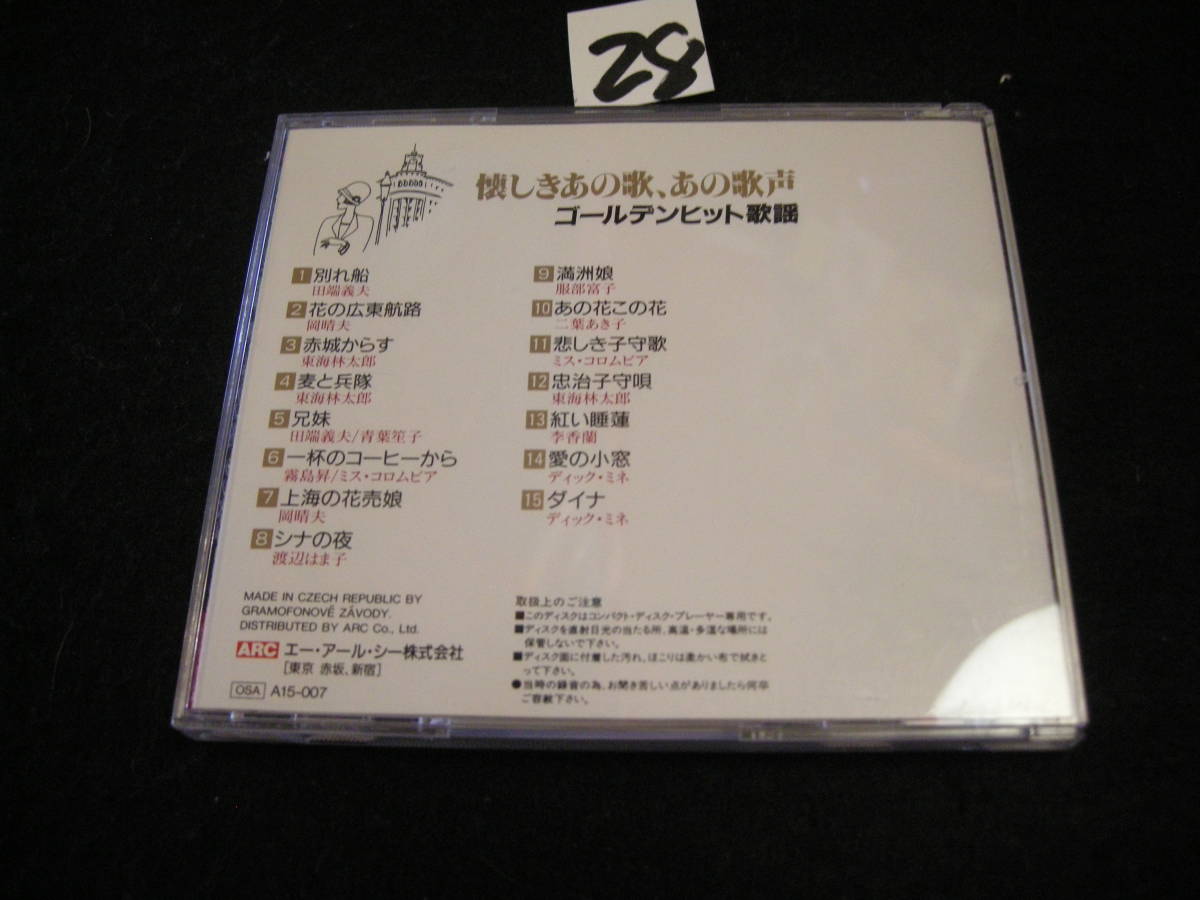 82
懐しきあの歌、あの歌声
ゴールデンヒット歌謡
1 別れ船
田端義夫
2 花の広東航路
岡晴夫
3 赤城からす
東海林太郎
4 麦と兵隊
東海林太郎
5 兄妹
田端義夫/青葉笙子
6 一杯のコーヒーから
霧島昇/ミス・コロムビア
7 上海の花売娘
岡晴夫
8 シナの夜
渡辺はま子
9 満洲娘
服部富子
10 あの花この花
二葉あき子
11 悲しき子守歌
ミス・コロムビア
12 忠治子守唄
東海林太郎
13 紅い睡蓮
李香蘭
14 愛の小窓
ディック・ミネ
15 ダイナ
ディック・ミネ
MADE IN CZECH REPUBLIC BY
GRAMOFONOVÉ ZÁVODY.
DISTRIBUTED BY ARC Co., Ltd.
ARC エー・アール・シー株式会社
[東京 赤坂、新宿]
OSA A15-007
取扱上のご注意
■このディスクはコンパクト・ディスク・プレーヤー専用です。
■ディスクを直射日光の当たる所、高温・多湿な場所には
保管しないで下さい。
■ディスク面に付着した汚れ、ほこりは柔かい布で拭きと
って下さい。
●当時の録音の為、お聞き苦しい点がありましたら何卒
ご容赦下さい。